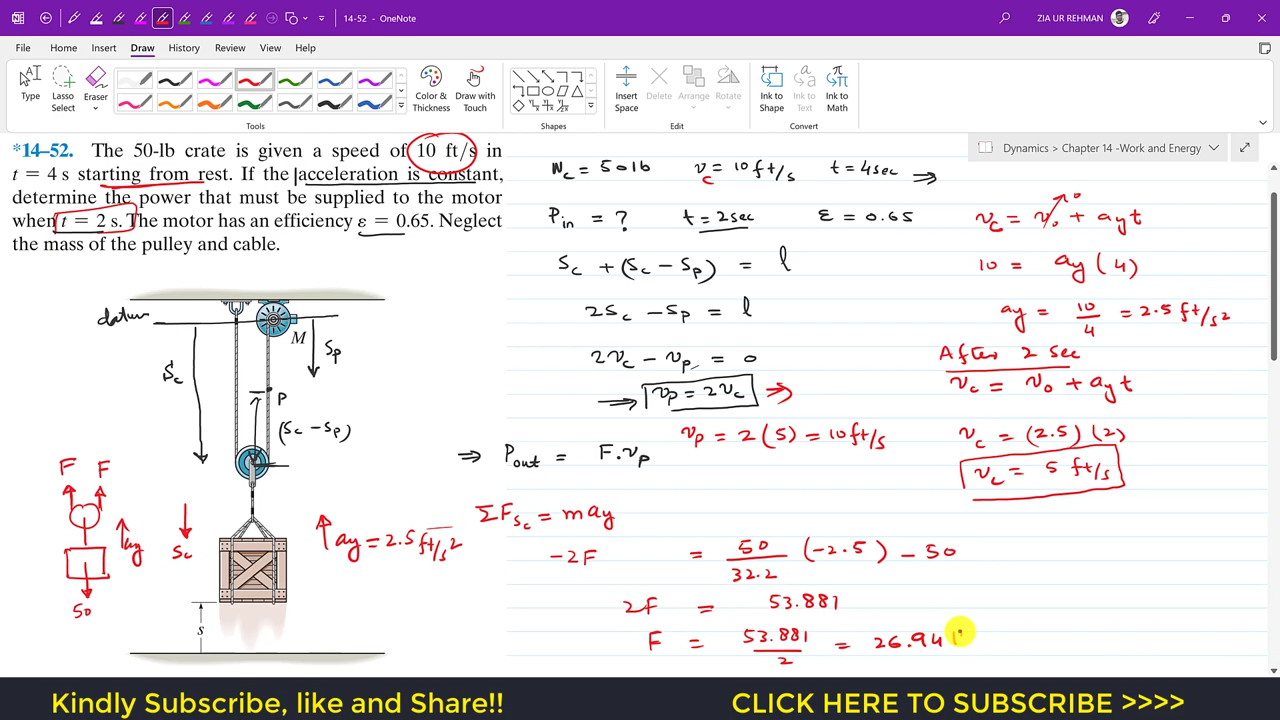 14-52 - OneNote
ZIA UR REHMAN
File Home Insert Draw History Review View Help
Type
Lasso Select
Eraser
Color & Thickness
Draw with Touch
Insert Space
Delete
Arrange
Rotate
Ink to Shape
Ink to Text
Ink to Math
Tools
Shapes
Edit
Convert
Dynamics > Chapter 14 -Work and Energy
*14–52. The 50-lb crate is given a speed of 10 ft/s in
t = 4 s starting from rest. If the acceleration is constant,
determine the power that must be supplied to the motor
when t = 2 s. The motor has an efficiency ε = 0.65. Neglect
the mass of the pulley and cable.
datum
M
Sc
Sp
P
(Sc - Sp)
F F
ay
50
Sc
ay = 2.5 ft/s²
s
Wc = 50 lb vc = 10 ft/s t = 4 sec ⇒
Pin = ? t = 2 sec ε = 0.65
Sc + (Sc - Sp) = l
2Sc - Sp = l
2vc - vp = 0
⇒ vp = 2vc ⇒
vp = 2(5) = 10 ft/s
⇒ Pout = F.vp
ΣFsc = m ay
-2F = 50/32.2 (-2.5) - 50
2F = 53.881
F = 53.881/2 = 26.94 l
vc = v₀ + ay t
0
10 = ay (4)
ay = 10/4 = 2.5 ft/s²
After 2 sec
vc = v₀ + ay t
vc = (2.5)(2)
vc = 5 ft/s
Kindly Subscribe, like and Share!!
CLICK HERE TO SUBSCRIBE >>>>